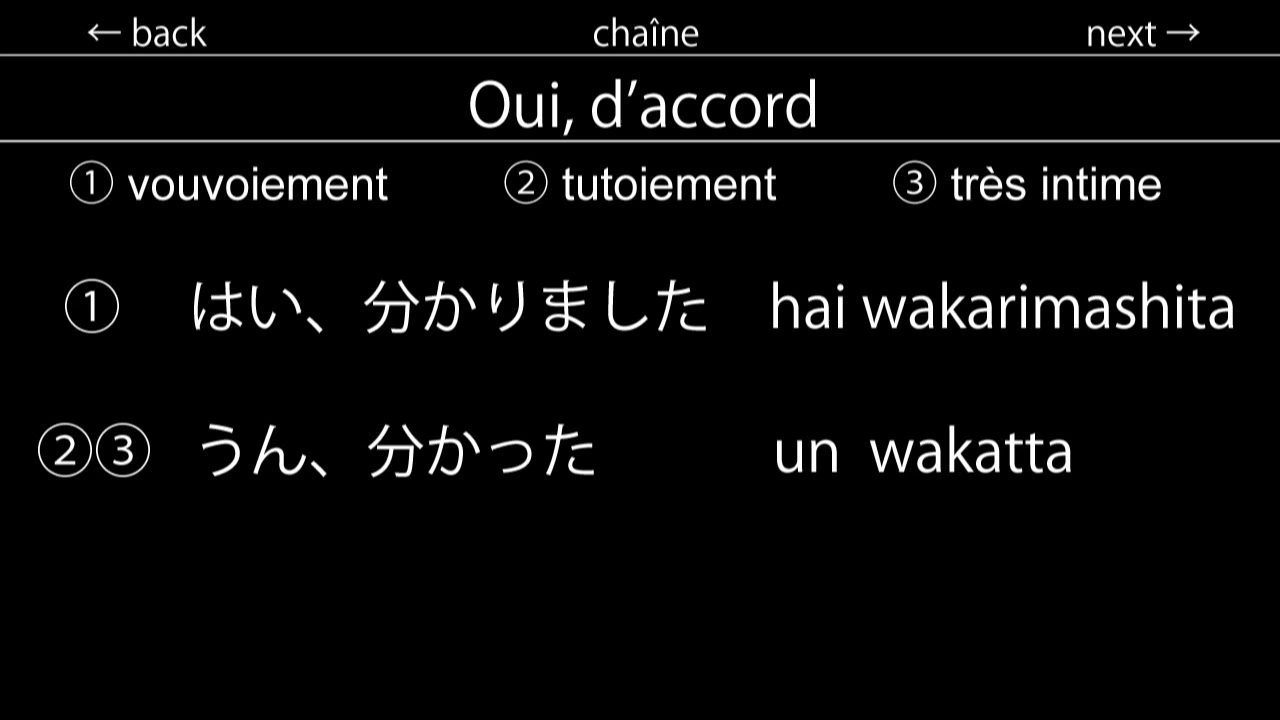 ← back chaîne next →
Oui, d’accord
① vouvoiement ② tutoiement ③ très intime
① はい、分かりました hai wakarimashita
②③ うん、分かった un wakatta